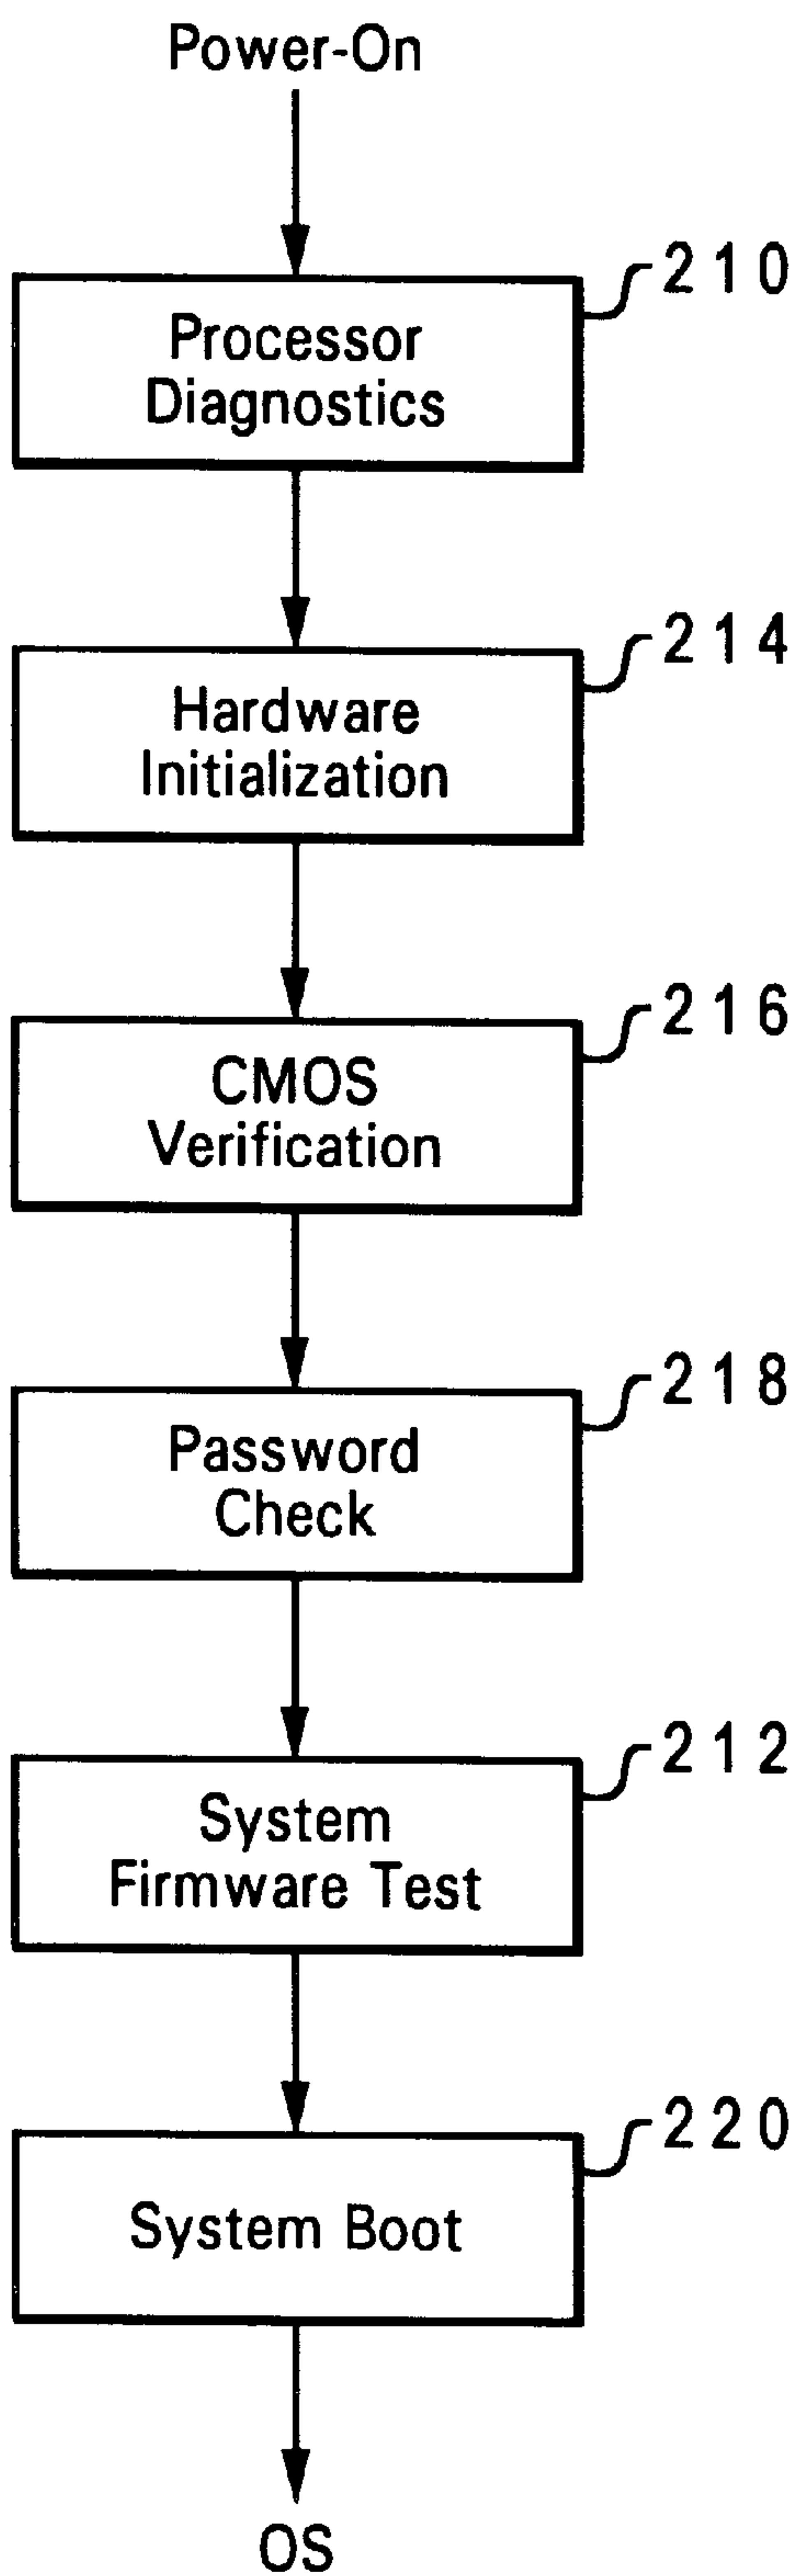 Power-On
210
Processor
Diagnostics
214
Hardware
Initialization
216
CMOS
Verification
218
Password
Check
212
System
Firmware Test
220
System Boot
OS